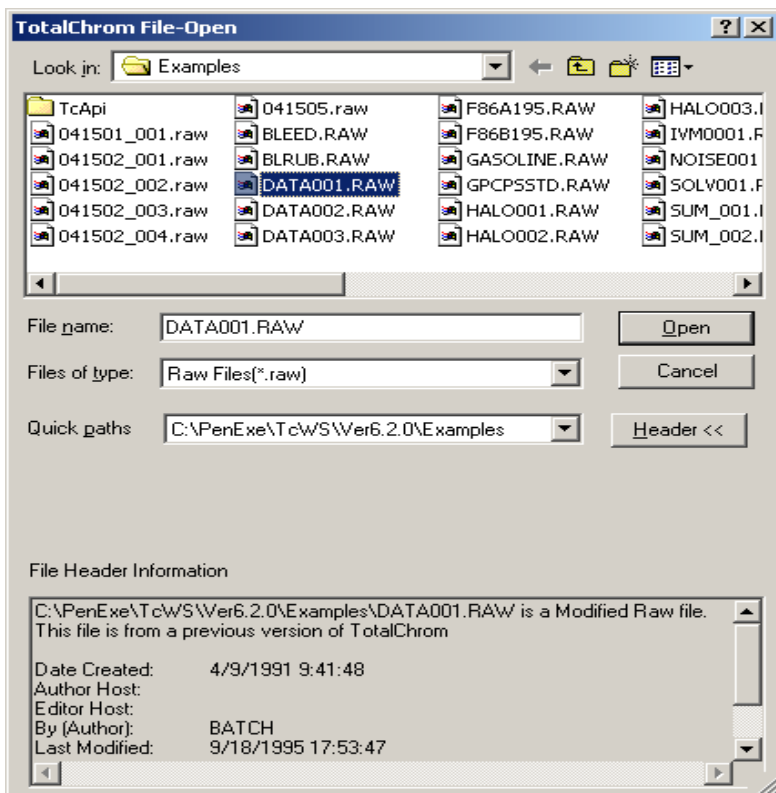 TotalChrom File-Open
Look in: Examples
TcApi 041505.raw F86A195.RAW HALO003.
041501_001.raw BLEED.RAW F86B195.RAW IVM0001.
041502_001.raw BLRUB.RAW GASOLINE.RAW NOISE001
041502_002.raw DATA001.RAW GPCPSSTD.RAW SOLV001.
041502_003.raw DATA002.RAW HALO001.RAW SUM_001.
041502_004.raw DATA003.RAW HALO002.RAW SUM_002.
File name: DATA001.RAW Open
Files of type: Raw Files(*.raw) Cancel
Quick paths C:\PenExe\TcWS\Ver6.2.0\Examples Header <<
File Header Information
C:\PenExe\TcWS\Ver6.2.0\Examples\DATA001.RAW is a Modified Raw file.
This file is from a previous version of TotalChrom
Date Created: 4/9/1991 9:41:48
Author Host:
Editor Host:
By (Author): BATCH
Last Modified: 9/18/1995 17:53:47